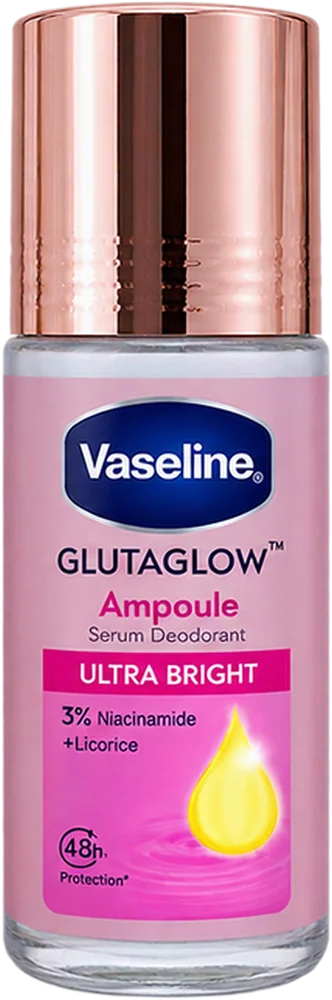 Vaseline®
GLUTAGLOW™
Ampoule
Serum Deodorant
ULTRA BRIGHT
3% Niacinamide
+Licorice
48h
Protection*